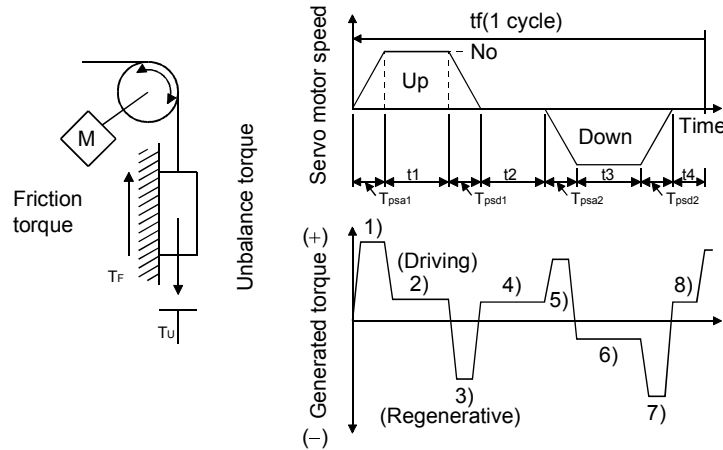 M
Friction
torque
TF
TU
Unbalance torque
Servo motor speed
tf(1 cycle)
No
Up
Down
Time
t1
t2
t3
t4
Tpsa1
Tpsd1
Tpsa2
Tpsd2
Generated torque
(+)
(–)
1)
(Driving)
2)
4)
5)
8)
6)
3)
7)
(Regenerative)